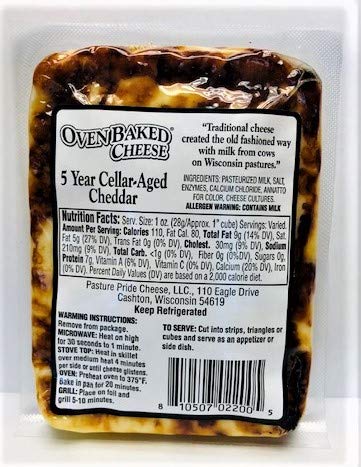 OVENBAKED®
CHEESE
5 Year Cellar-Aged
Cheddar
"Traditional cheese
created the old fashioned way
with milk from cows
on Wisconsin pastures."
INGREDIENTS: PASTEURIZED MILK, SALT,
ENZYMES, CALCIUM CHLORIDE, ANNATTO
FOR COLOR, CHEESE CULTURES.
ALLERGEN WARNING: CONTAINS MILK
Nutrition Facts: Serv. Size: 1 oz. (28g/Approx. 1" cube) Servings: Varied.
Amount Per Serving: Calories 110, Fat Cal. 80, Total Fat 9g (14% DV), Sat.
Fat 5g (27% DV), Trans Fat 0g (0% DV), Cholest. 30mg (9% DV), Sodium
210mg (9% DV), Total Carb. <1g (0% DV), Fiber 0g (0%DV), Sugars 0g,
Protein 7g, Vitamin A (6% DV), Vitamin C (0% DV), Calcium (20% DV), Iron
(0% DV). Percent Daily Values (DV) are based on a 2,000 calorie diet.
Pasture Pride Cheese, LLC., 110 Eagle Drive
Cashton, Wisconsin 54619
Keep Refrigerated
WARMING INSTRUCTIONS:
Remove from package.
MICROWAVE: Heat on high
for 30 seconds to 1 minute.
STOVE TOP: Heat in skillet
over medium heat 4 minutes
per side or until cheese glistens.
OVEN: Preheat oven to 375°F.
Bake in pan for 20 minutes.
GRILL: Place on foil and
grill 5-10 minutes.
TO SERVE: Cut into strips, triangles or
cubes and serve as an appetizer or
side dish.
8 10507 02200 5